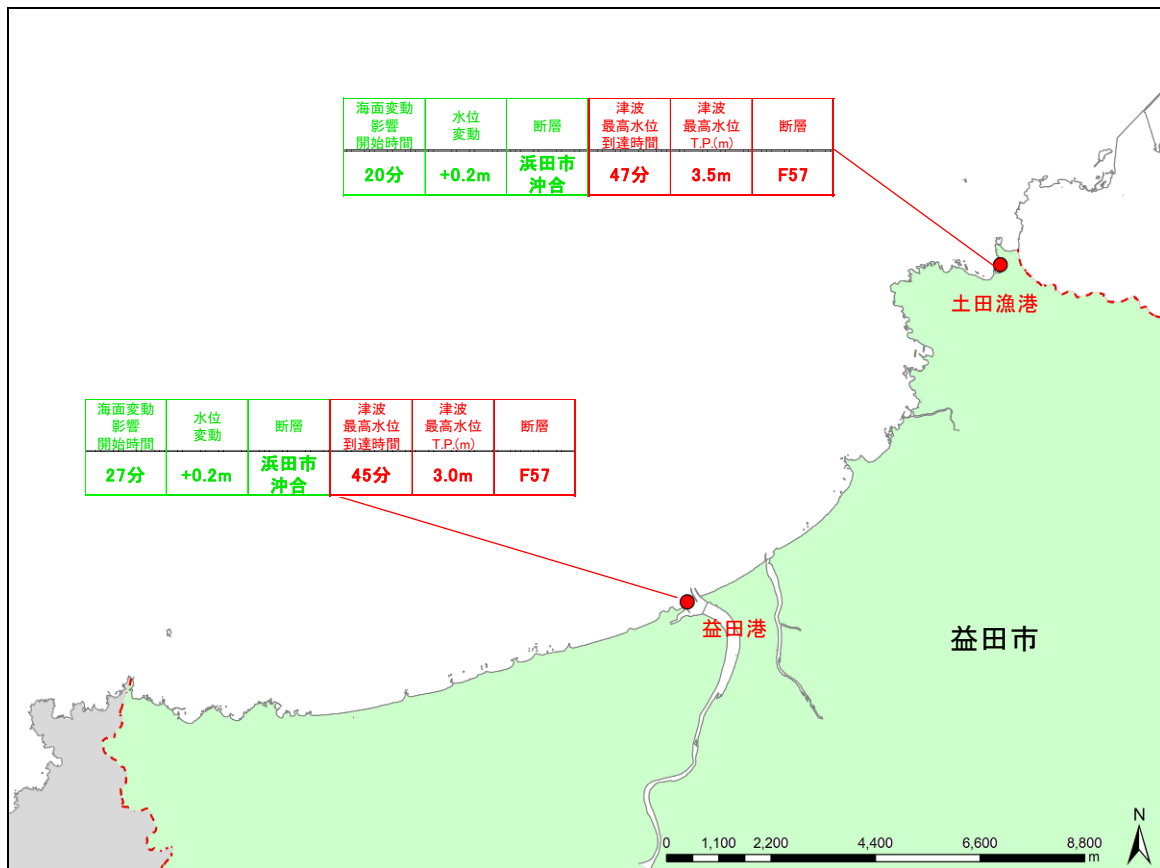 海面変動
影響
開始時間
水位
変動
断層
津波
最高水位
到達時間
津波
最高水位
T.P.(m)
断層
20分
+0.2m
浜田市
沖合
47分
3.5m
F57
土田漁港
海面変動
影響
開始時間
水位
変動
断層
津波
最高水位
到達時間
津波
最高水位
T.P.(m)
断層
27分
+0.2m
浜田市
沖合
45分
3.0m
F57
益田港
益田市
N
0 1,100 2,200 4,400 6,600 8,800
m